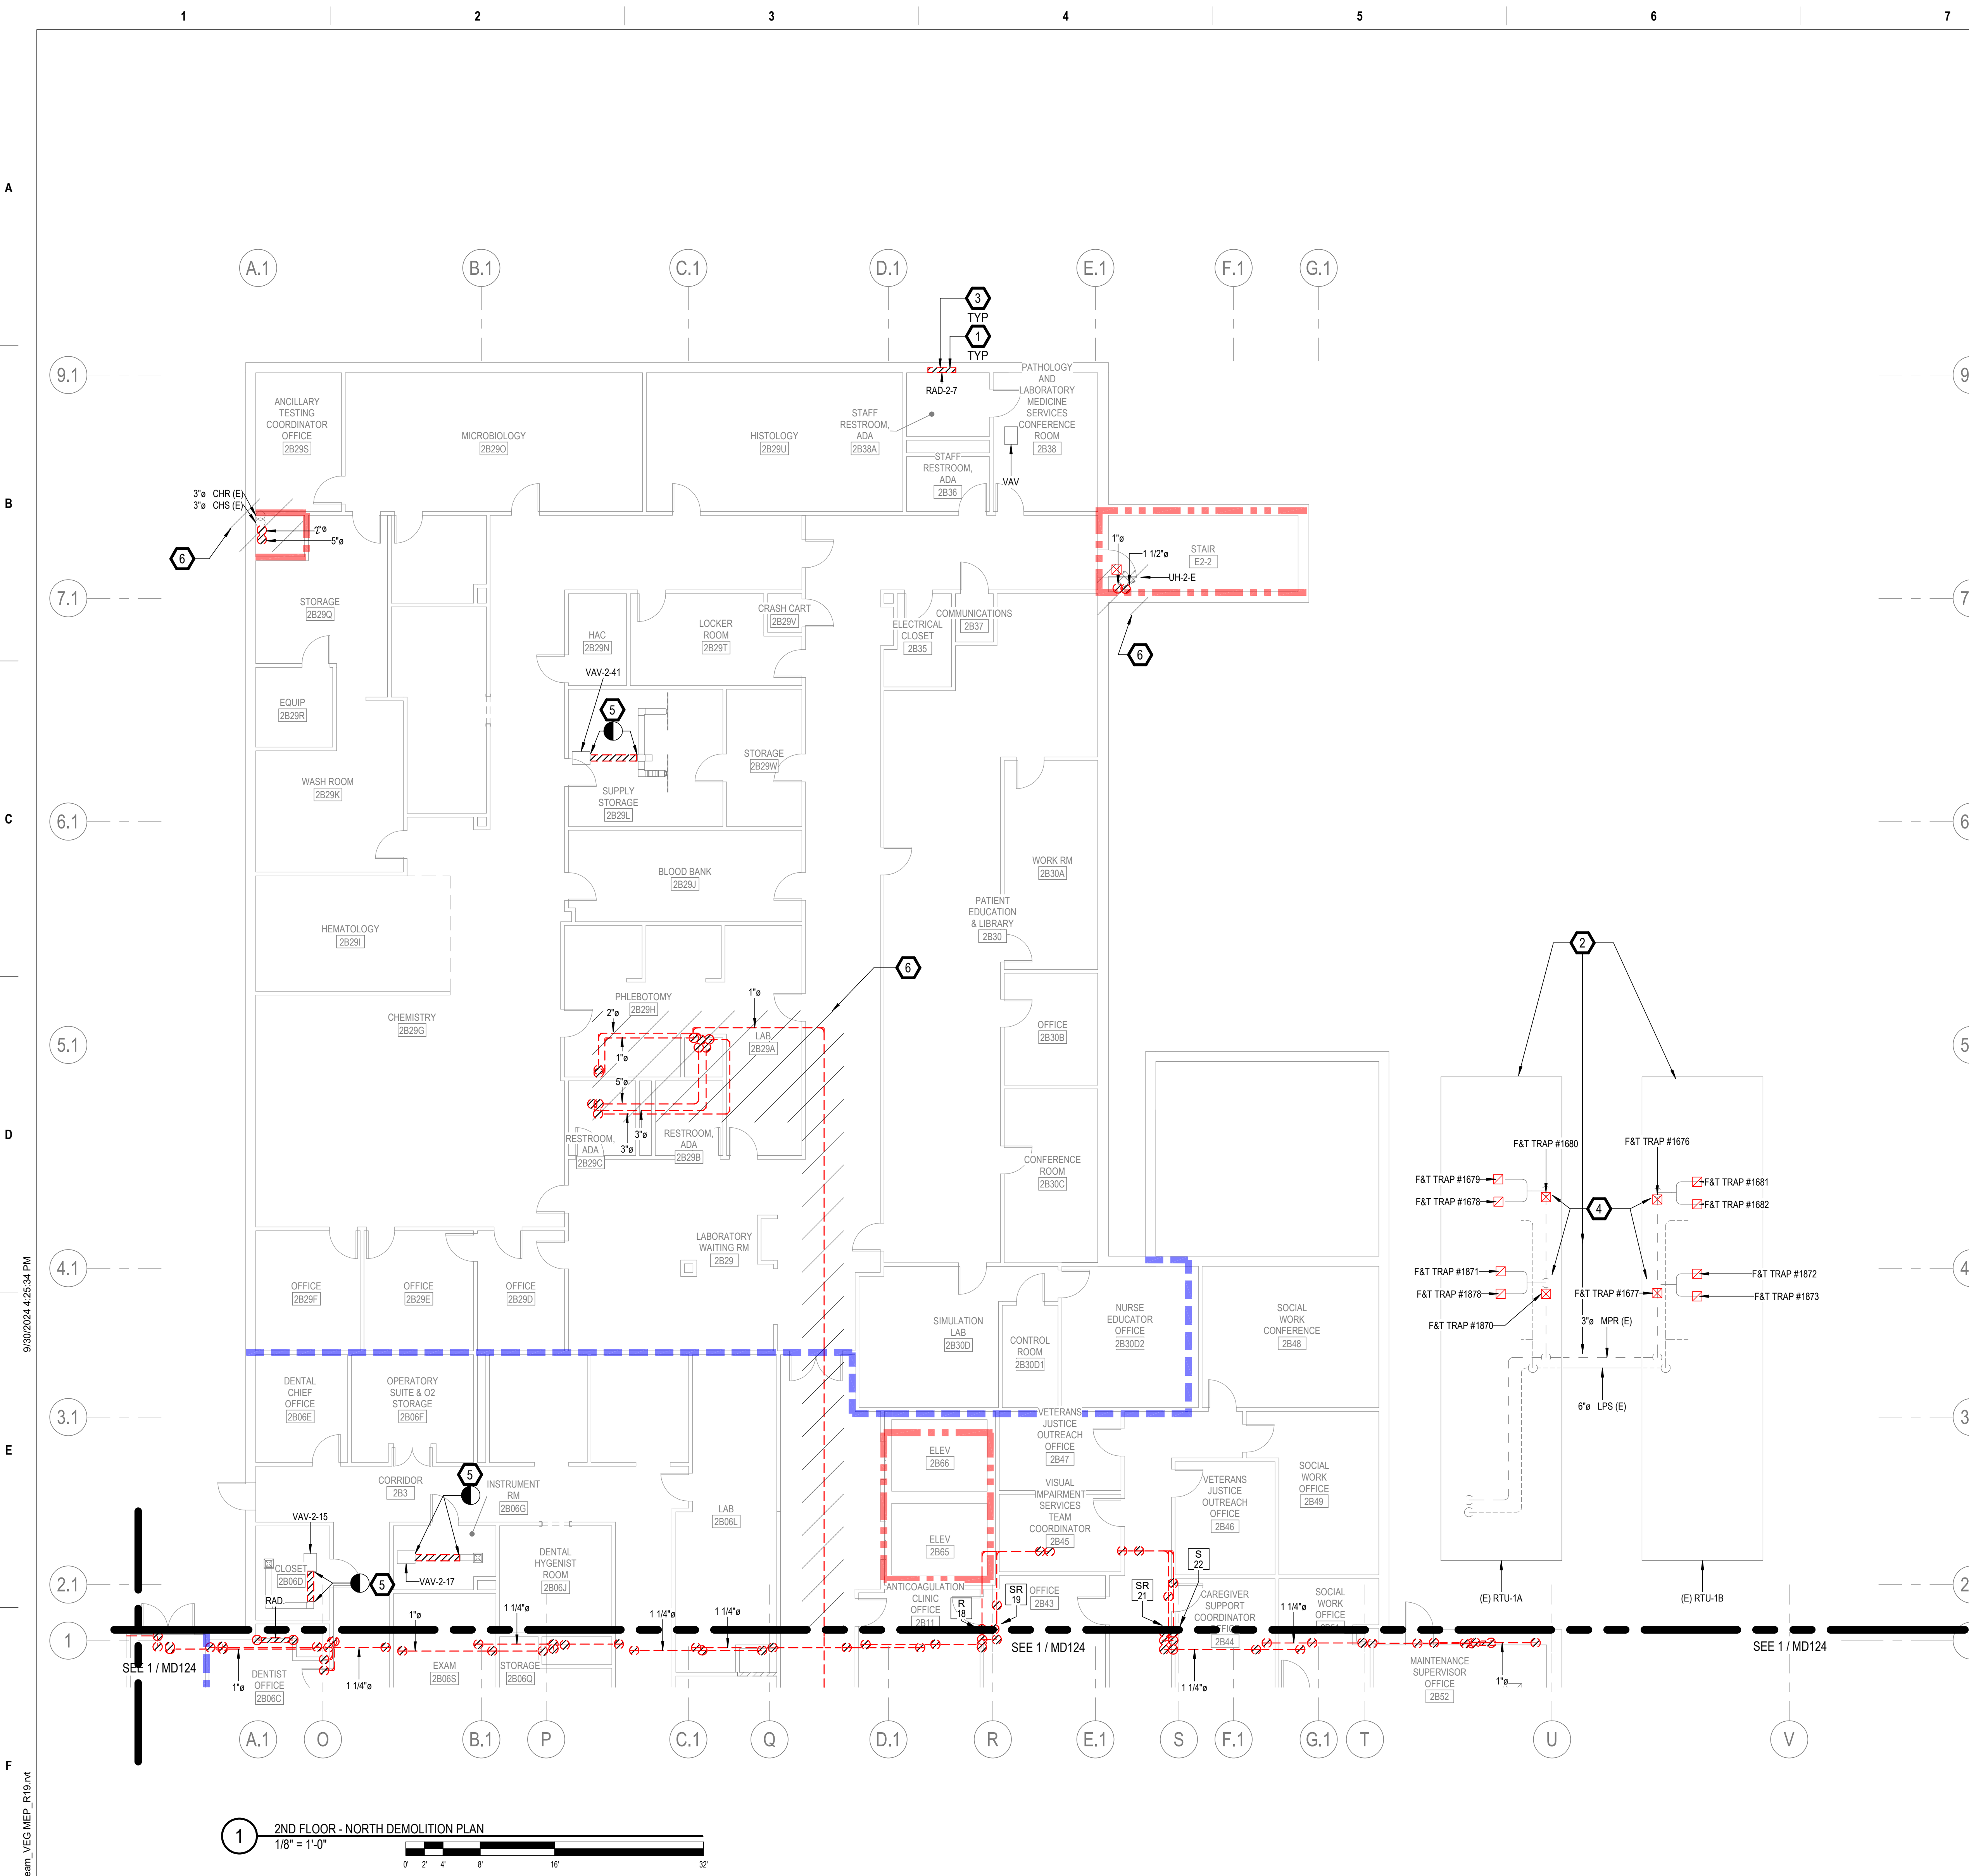 1
2
3
4
5
6
7
A
B
C
D
E
F
A.1
B.1
C.1
D.1
E.1
F.1
G.1
9.1
7.1
6.1
5.1
4.1
3.1
2.1
1
3
TYP
1
TYP
RAD-2-7
PATHOLOGY
AND
LABORATORY
MEDICINE
SERVICES
CONFERENCE
ROOM
2B38
VAV
ANCILLARY
TESTING
COORDINATOR
OFFICE
2B29S
MICROBIOLOGY
2B29O
HISTOLOGY
2B29U
STAFF
RESTROOM,
ADA
2B38A
STAFF
RESTROOM,
ADA
2B36
3"ø CHR (E)
3"ø CHS (E)
2"ø
5"ø
6
STAIR
E2-2
1"ø
1 1/2"ø
UH-2-E
6
STORAGE
2B29Q
HAC
2B29N
LOCKER
ROOM
2B29T
CRASH CART
2B29V
ELECTRICAL
CLOSET
2B35
COMMUNICATIONS
2B37
VAV-2-41
5
EQUIP
2B29R
WASH ROOM
2B29K
SUPPLY
STORAGE
2B29L
STORAGE
2B29W
BLOOD BANK
2B29J
WORK RM
2B30A
PATIENT
EDUCATION
& LIBRARY
2B30
HEMATOLOGY
2B29I
6
2
CHEMISTRY
2B29G
PHLEBOTOMY
2B29H
2"ø
1"ø
1"ø
LAB
2B29A
5"ø
3"ø
3"ø
OFFICE
2B30B
RESTROOM,
ADA
2B29C
RESTROOM,
ADA
2B29B
CONFERENCE
ROOM
2B30C
F&T TRAP #1680
F&T TRAP #1676
F&T TRAP #1679
F&T TRAP #1678
F&T TRAP #1681
F&T TRAP #1682
4
F&T TRAP #1871
F&T TRAP #1878
F&T TRAP #1870
F&T TRAP #1677
F&T TRAP #1872
F&T TRAP #1873
3"ø MPR (E)
6"ø LPS (E)
(E) RTU-1A
(E) RTU-1B
LABORATORY
WAITING RM
2B29
OFFICE
2B29F
OFFICE
2B29E
OFFICE
2B29D
SIMULATION
LAB
2B30D
CONTROL
ROOM
2B30D1
NURSE
EDUCATOR
OFFICE
2B30D2
SOCIAL
WORK
CONFERENCE
2B48
DENTAL
CHIEF
OFFICE
2B06E
OPERATORY
SUITE & O2
STORAGE
2B06F
VETERANS
JUSTICE
OUTREACH
OFFICE
2B47
ELEV
2B66
CORRIDOR
2B3
5
INSTRUMENT
RM
2B06G
LAB
2B06L
VISUAL
IMPAIRMENT
SERVICES
TEAM
COORDINATOR
2B45
VETERANS
JUSTICE
OUTREACH
OFFICE
2B46
SOCIAL
WORK
OFFICE
2B49
ELEV
2B65
VAV-2-15
CLOSET
2B06D
RAD.
5
VAV-2-17
DENTAL
HYGENIST
ROOM
2B06J
ANTICOAGULATION
CLINIC
OFFICE
2B11
R
18
SR
19
OFFICE
2B43
SR
21
S
22
CAREGIVER
SUPPORT
COORDINATOR
OFFICE
2B44
SOCIAL
WORK
OFFICE
1"ø
1 1/4"ø
1 1/4"ø
1 1/4"ø
1 1/4"ø
SEE 1 / MD124
SEE 1 / MD124
SEE 1 / MD124
1"ø
DENTIST
OFFICE
2B06C
1 1/4"ø
EXAM
2B06S
STORAGE
2B06Q
1 1/4"ø
MAINTENANCE
SUPERVISOR
OFFICE
2B52
1"ø
A.1
O
B.1
P
C.1
Q
D.1
R
E.1
S
F.1
G.1
T
U
V
1
2ND FLOOR - NORTH DEMOLITION PLAN
1/8" = 1'-0"
0' 2' 4' 8' 16' 32'
9/30/2024 4:25:34 PM
eam_VEG MEP_R19.rvt